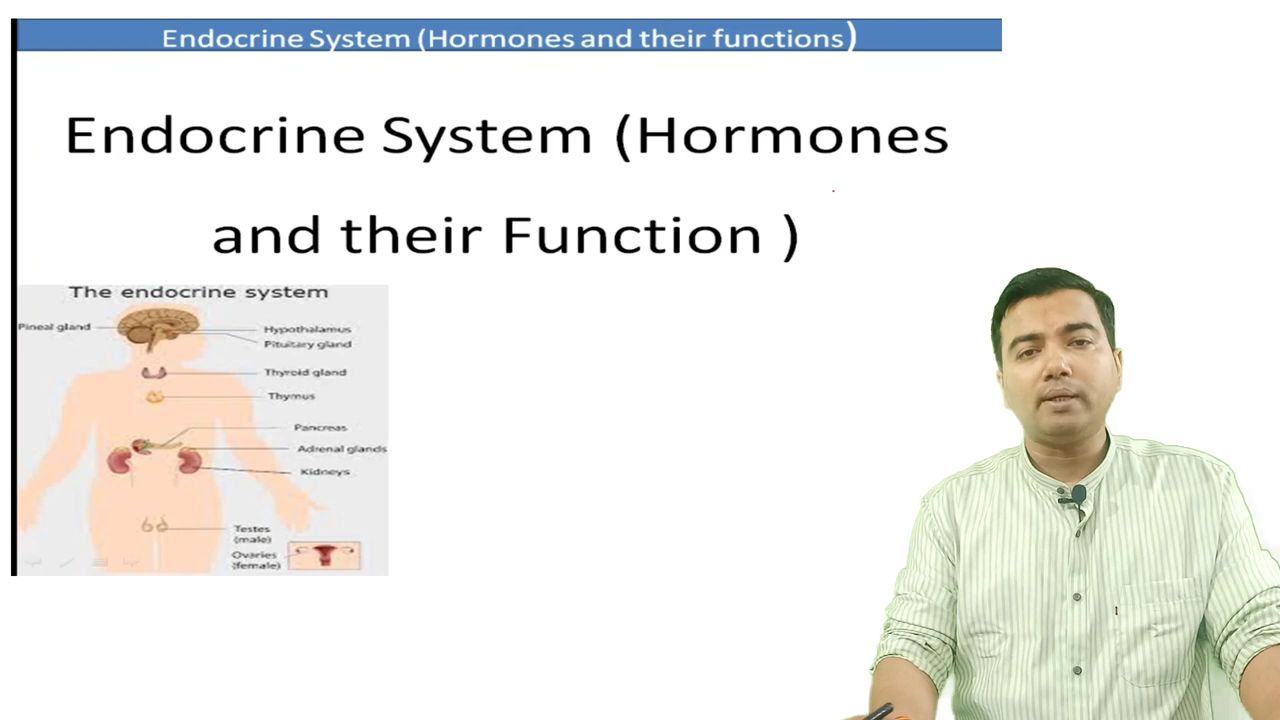 Endocrine System (Hormones and their functions)
Endocrine System (Hormones
and their Function )
The endocrine system
Pineal gland
Hypothalamus
Pituitary gland
Thyroid gland
Thymus
Pancreas
Adrenal glands
Kidneys
Testes
(male)
Ovaries
(female)